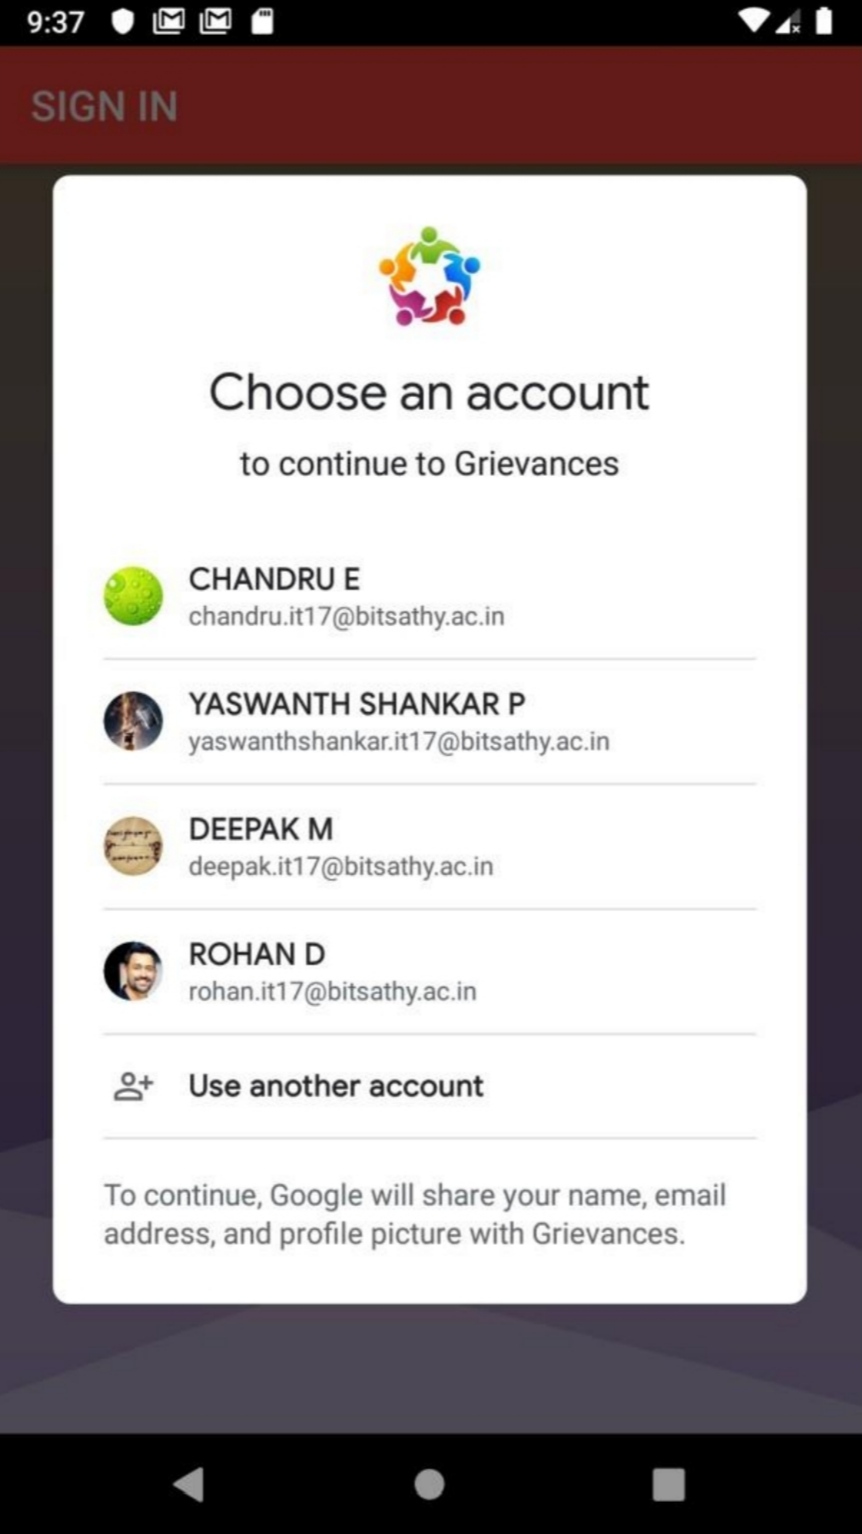 9:37
SIGN IN
Choose an account
to continue to Grievances
CHANDRU E
chandru.it17@bitsathy.ac.in
YASWANTH SHANKAR P
yaswanthshankar.it17@bitsathy.ac.in
DEEPAK M
deepak.it17@bitsathy.ac.in
ROHAN D
rohan.it17@bitsathy.ac.in
Use another account
To continue, Google will share your name, email
address, and profile picture with Grievances.